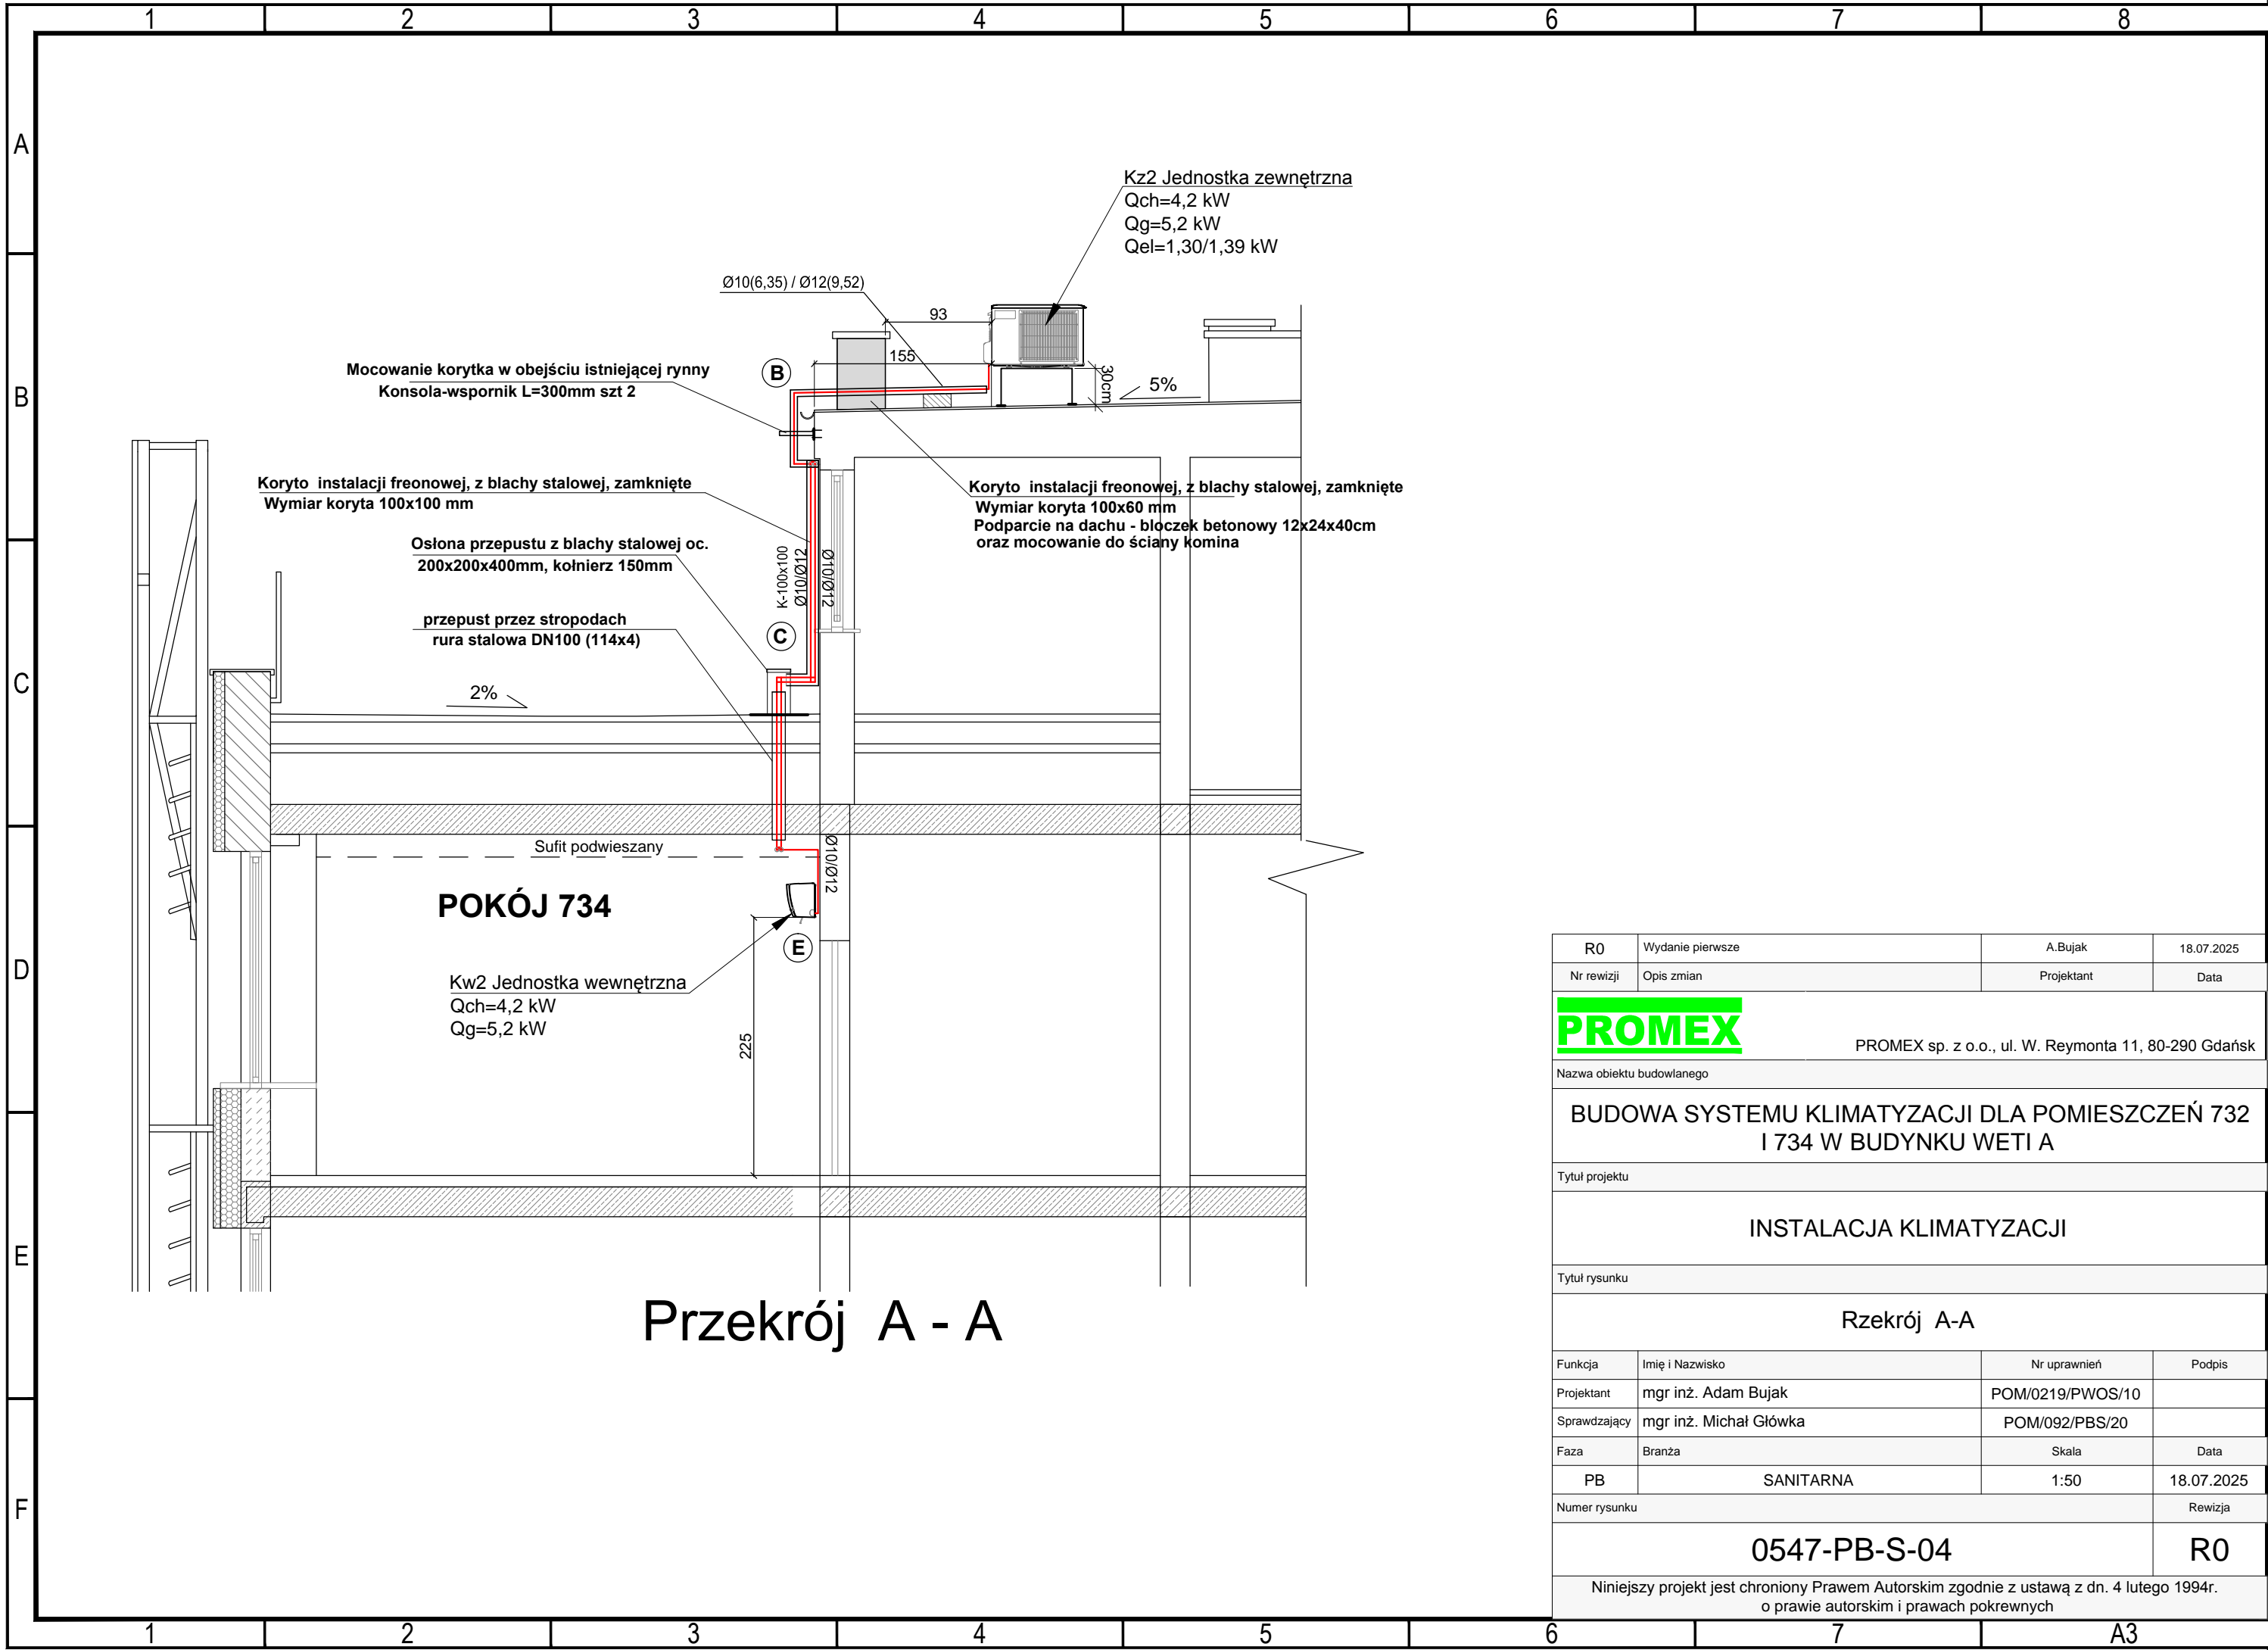 1 2 3 4 5 6 7 8
A
B
C
D
E
F
Kz2 Jednostka zewnętrzna
Qch=4,2 kW
Qg=5,2 kW
Qel=1,30/1,39 kW
Ø10(6,35) / Ø12(9,52)
93
155
30cm
5%
Mocowanie korytka w obejściu istniejącej rynny
Konsola-wspornik L=300mm szt 2
B
Koryto instalacji freonowej, z blachy stalowej, zamknięte
Wymiar koryta 100x100 mm
Koryto instalacji freonowej, z blachy stalowej, zamknięte
Wymiar koryta 100x60 mm
Podparcie na dachu - bloczek betonowy 12x24x40cm
oraz mocowanie do ściany komina
Osłona przepustu z blachy stalowej oc.
200x200x400mm, kołnierz 150mm
K-100x100
Ø10/Ø12
Ø10/Ø12
przepust przez stropodach
rura stalowa DN100 (114x4)
C
2%
Sufit podwieszany
Ø10/Ø12
POKÓJ 734
E
Kw2 Jednostka wewnętrzna
Qch=4,2 kW
Qg=5,2 kW
225
Przekrój A - A
R0 Wydanie pierwsze A.Bujak 18.07.2025
Nr rewizji Opis zmian Projektant Data
PROMEX
PROMEX sp. z o.o., ul. W. Reymonta 11, 80-290 Gdańsk
Nazwa obiektu budowlanego
BUDOWA SYSTEMU KLIMATYZACJI DLA POMIESZCZEŃ 732
I 734 W BUDYNKU WETI A
Tytuł projektu
INSTALACJA KLIMATYZACJI
Tytuł rysunku
Rzekrój A-A
Funkcja Imię i Nazwisko Nr uprawnień Podpis
Projektant mgr inż. Adam Bujak POM/0219/PWOS/10
Sprawdzający mgr inż. Michał Główka POM/092/PBS/20
Faza Branża Skala Data
PB SANITARNA 1:50 18.07.2025
Numer rysunku Rewizja
0547-PB-S-04 R0
Niniejszy projekt jest chroniony Prawem Autorskim zgodnie z ustawą z dn. 4 lutego 1994r.
o prawie autorskim i prawach pokrewnych
1 2 3 4 5 6 7 A3